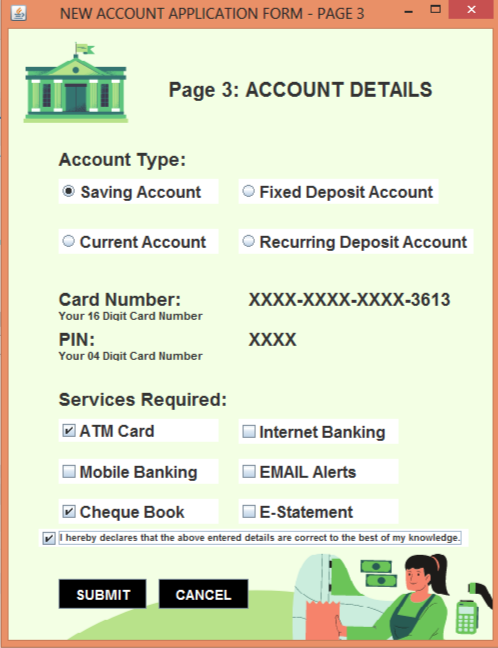 NEW ACCOUNT APPLICATION FORM - PAGE 3
Page 3: ACCOUNT DETAILS
Account Type:
Saving Account
Fixed Deposit Account
Current Account
Recurring Deposit Account
Card Number: XXXX-XXXX-XXXX-3613
Your 16 Digit Card Number
PIN: XXXX
Your 04 Digit Card Number
Services Required:
ATM Card
Internet Banking
Mobile Banking
EMAIL Alerts
Cheque Book
E-Statement
I hereby declares that the above entered details are correct to the best of my knowledge.
SUBMIT
CANCEL